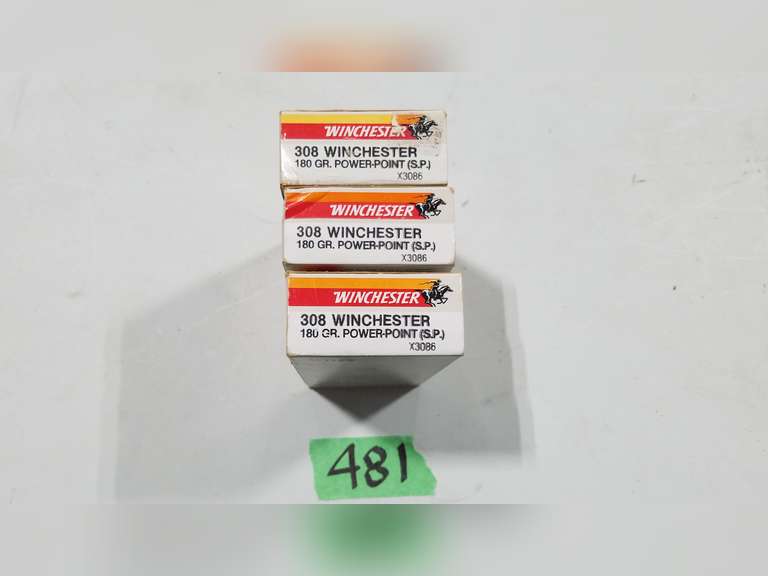 WINCHESTER
308 WINCHESTER
180 GR. POWER-POINT (S.P.)
X3086
WINCHESTER
308 WINCHESTER
180 GR. POWER-POINT (S.P.)
X3086
WINCHESTER
308 WINCHESTER
180 GR. POWER-POINT (S.P.)
X3086
481